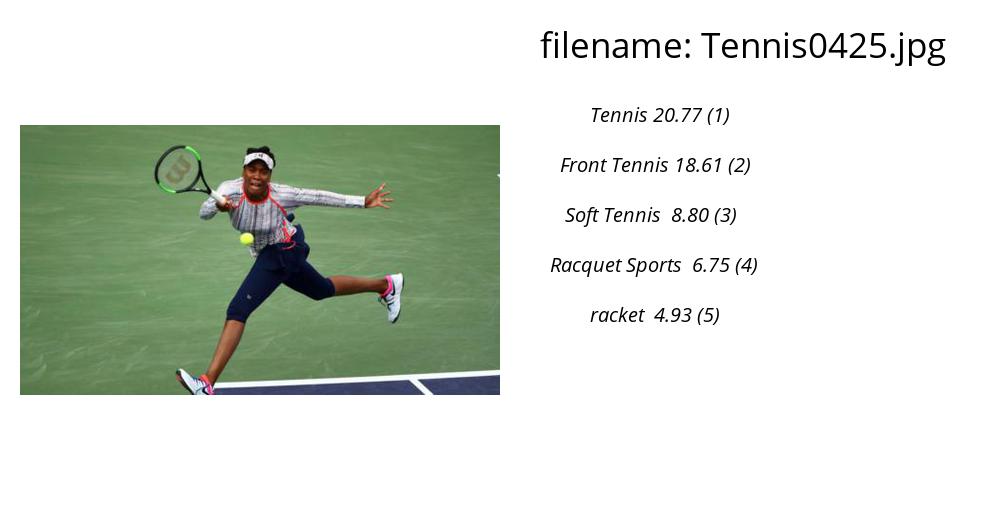 filename: Tennis0425.jpg
Tennis 20.77 (1)
Front Tennis 18.61 (2)
Soft Tennis 8.80 (3)
Racquet Sports 6.75 (4)
racket 4.93 (5)